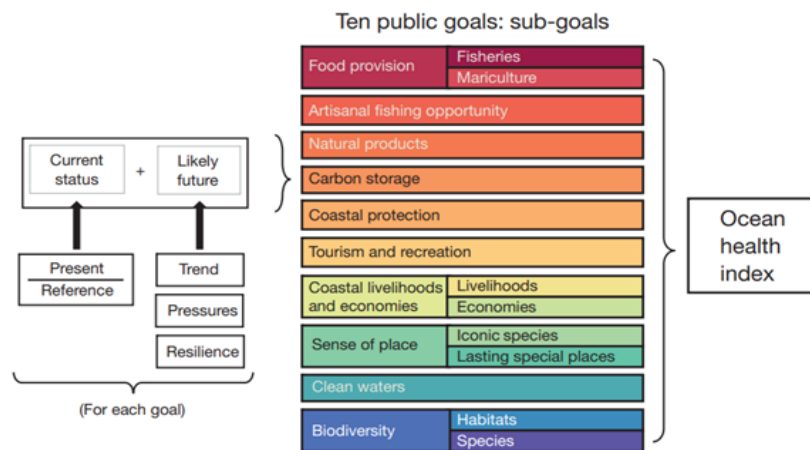 Ten public goals: sub-goals
Food provision
Fisheries
Mariculture
Artisanal fishing opportunity
Natural products
Carbon storage
Coastal protection
Tourism and recreation
Coastal livelihoods
and economies
Livelihoods
Economies
Sense of place
Iconic species
Lasting special places
Clean waters
Biodiversity
Habitats
Species
Current
status
+
Likely
future
Present
Reference
Trend
Pressures
Resilience
(For each goal)
Ocean
health
index